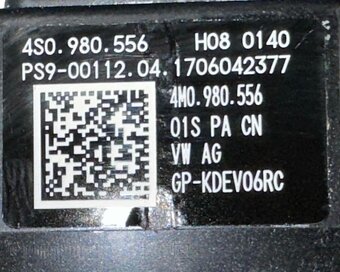 4S0.980.556 H08 0140
PS9-00112.04.1706042377
4M0.980.556
01S PA CN
VW AG
GP-KDEV06RC